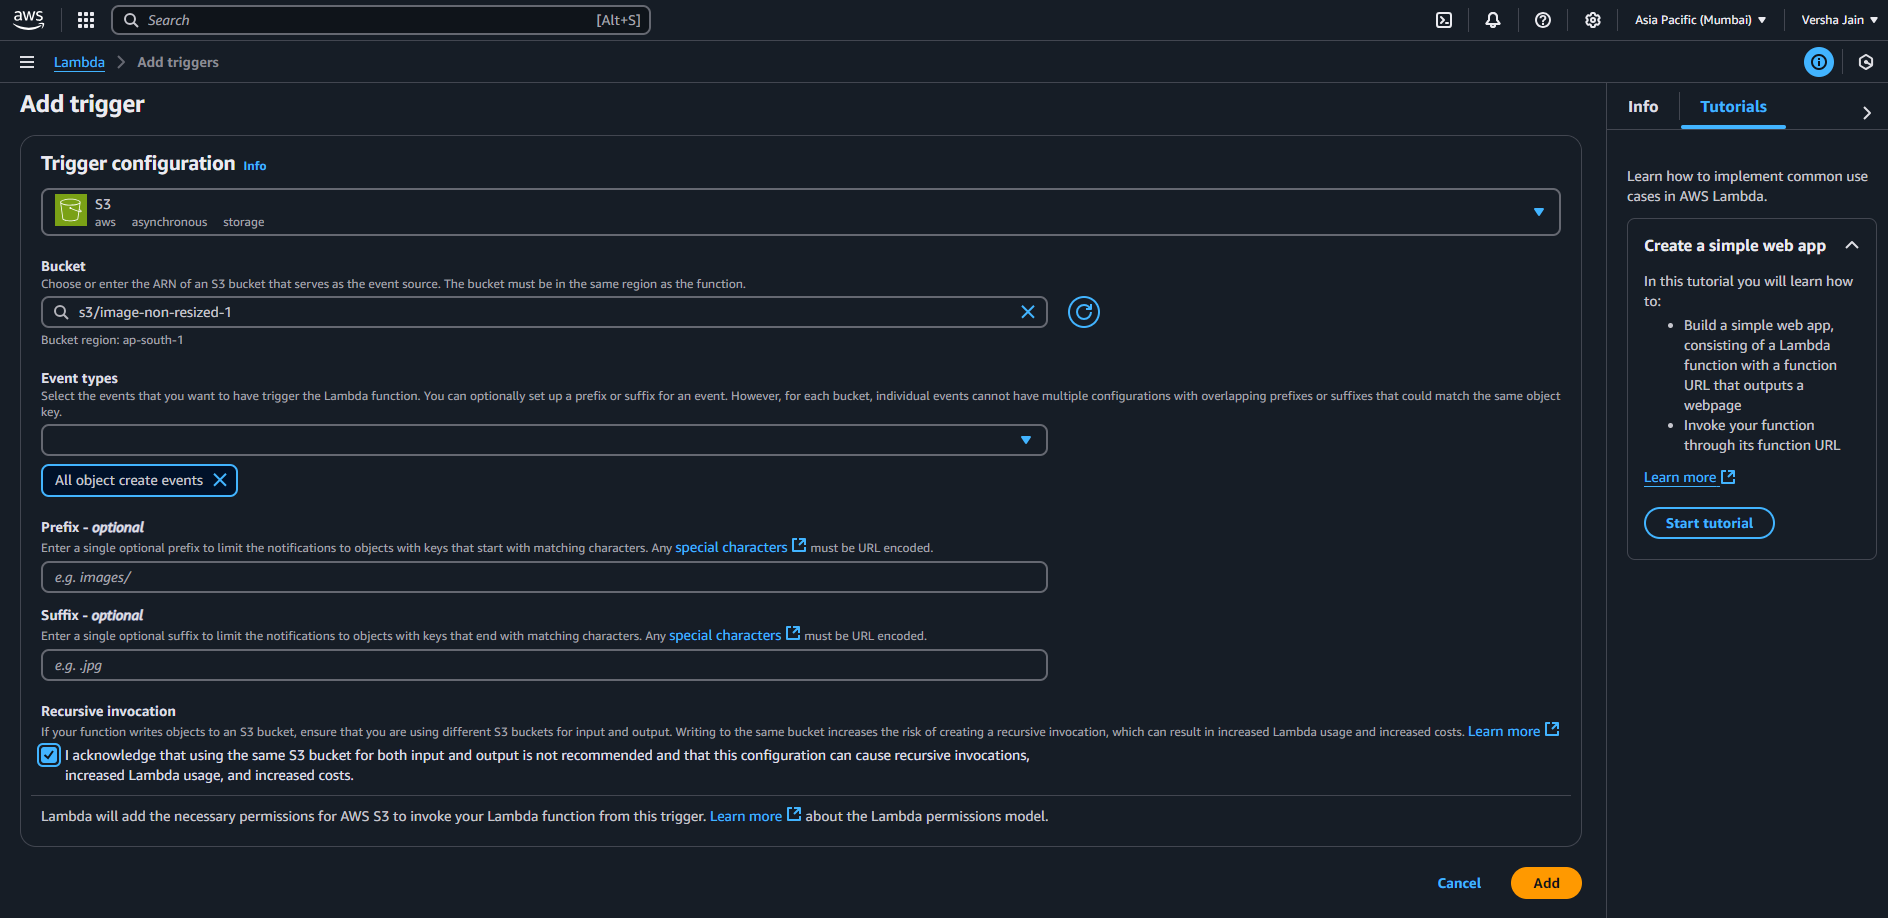 aws
Search
[Alt+S]
Asia Pacific (Mumbai)
Versha Jain
Lambda
Add triggers
Add trigger
Trigger configuration Info
S3
aws asynchronous storage
Bucket
Choose or enter the ARN of an S3 bucket that serves as the event source. The bucket must be in the same region as the function.
s3/image-non-resized-1
Bucket region: ap-south-1
Event types
Select the events that you want to have trigger the Lambda function. You can optionally set up a prefix or suffix for an event. However, for each bucket, individual events cannot have multiple configurations with overlapping prefixes or suffixes that could match the same object
key.
All object create events
Prefix - optional
Enter a single optional prefix to limit the notifications to objects with keys that start with matching characters. Any special characters must be URL encoded.
e.g. images/
Suffix - optional
Enter a single optional suffix to limit the notifications to objects with keys that end with matching characters. Any special characters must be URL encoded.
e.g. .jpg
Recursive invocation
If your function writes objects to an S3 bucket, ensure that you are using different S3 buckets for input and output. Writing to the same bucket increases the risk of creating a recursive invocation, which can result in increased Lambda usage and increased costs. Learn more
I acknowledge that using the same S3 bucket for both input and output is not recommended and that this configuration can cause recursive invocations,
increased Lambda usage, and increased costs.
Lambda will add the necessary permissions for AWS S3 to invoke your Lambda function from this trigger. Learn more about the Lambda permissions model.
Cancel
Add
Info
Tutorials
Learn how to implement common use
cases in AWS Lambda.
Create a simple web app
In this tutorial you will learn how
to:
• Build a simple web app,
consisting of a Lambda
function with a function
URL that outputs a
webpage
• Invoke your function
through its function URL
Learn more
Start tutorial